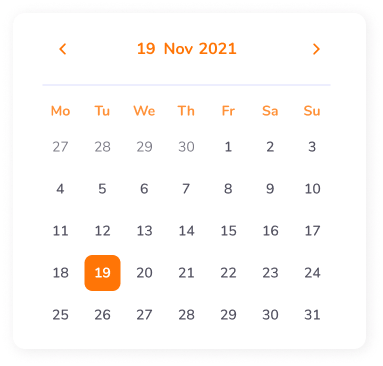 19 Nov 2021
Mo Tu We Th Fr Sa Su
27 28 29 30 1 2 3
4 5 6 7 8 9 10
11 12 13 14 15 16 17
18 19 20 21 22 23 24
25 26 27 28 29 30 31